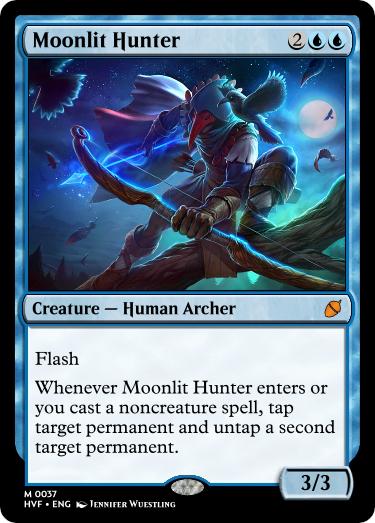 Moonlit Hunter 2
Creature — Human Archer
Flash
Whenever Moonlit Hunter enters or
you cast a noncreature spell, tap
target permanent and untap a second
target permanent.
3/3
M 0037
HVF • ENG Jennifer Wuestling